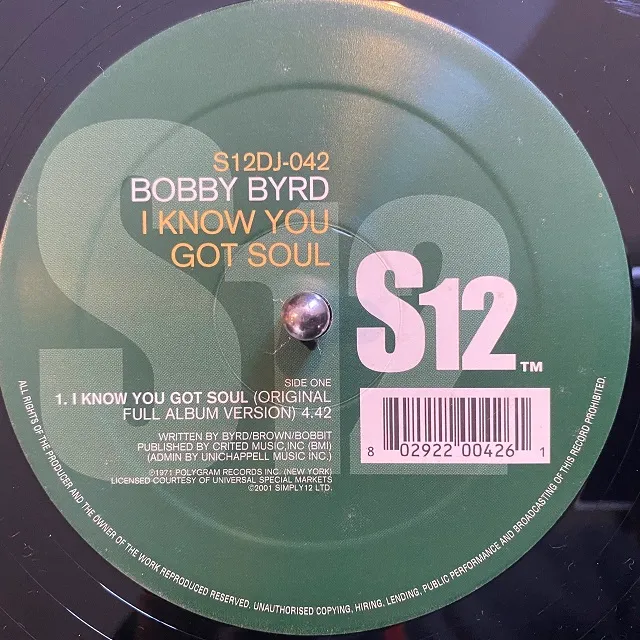 S12DJ-042
BOBBY BYRD
I KNOW YOU
GOT SOUL
S12
S12™
SIDE ONE
1. I KNOW YOU GOT SOUL (ORIGINAL
FULL ALBUM VERSION) 4.42
WRITTEN BY BYRD/BROWN/BOBBIT
PUBLISHED BY CRITED MUSIC,INC (BMI)
(ADMIN BY UNICHAPPELL MUSIC INC.)
℗1971 POLYGRAM RECORDS INC. (NEW YORK)
LICENSED COURTESY OF UNIVERSAL SPECIAL MARKETS
©2001 SIMPLY12 LTD.
8 02922 00426 1
ALL RIGHTS OF THE PRODUCER AND THE OWNER OF THE WORK REPRODUCED RESERVED. UNAUTHORISED COPYING, HIRING, LENDING, PUBLIC PERFORMANCE AND BROADCASTING OF THIS RECORD PROHIBITED.